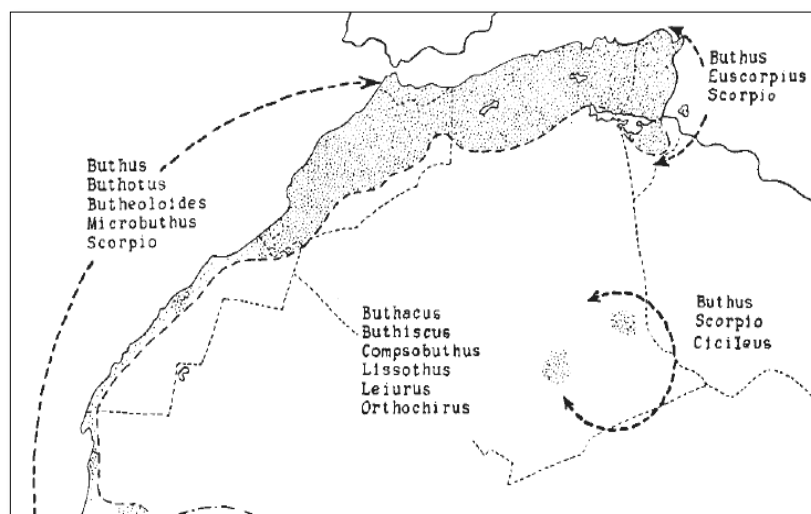 Buthus
Euscorpius
Scorpio
Buthus
Buthotus
Butheoloides
Microbuthus
Scorpio
Buthacus
Buthiscus
Compsobuthus
Lissothus
Leiurus
Orthochirus
Buthus
Scorpio
Cicileus